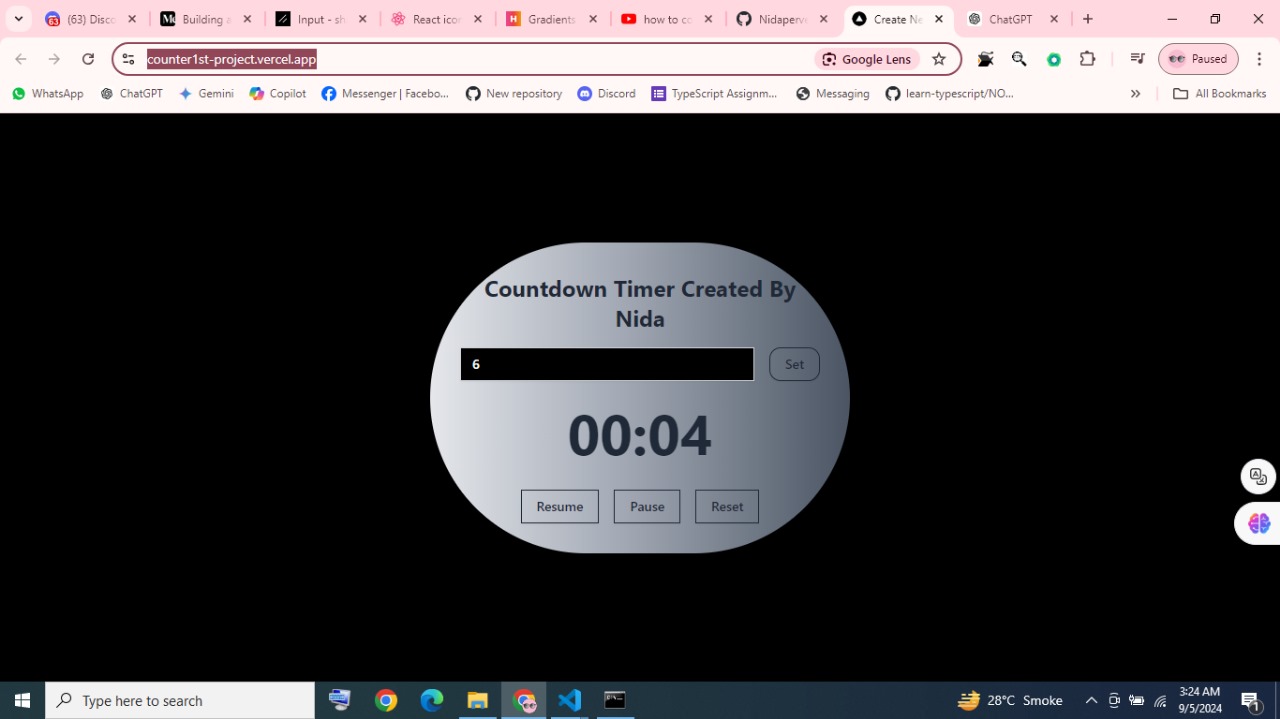 (63) Disco
Building a
Input - sh
React icon
Gradients
how to co
Nidaperve
Create Ne
ChatGPT
counter1st-project.vercel.app
Google Lens
Paused
WhatsApp
ChatGPT
Gemini
Copilot
Messenger | Facebo...
New repository
Discord
TypeScript Assignm...
Messaging
learn-typescript/NO...
All Bookmarks
Countdown Timer Created By
Nida
6
Set
00:04
Resume
Pause
Reset
Type here to search
28°C Smoke
3:24 AM
9/5/2024
1